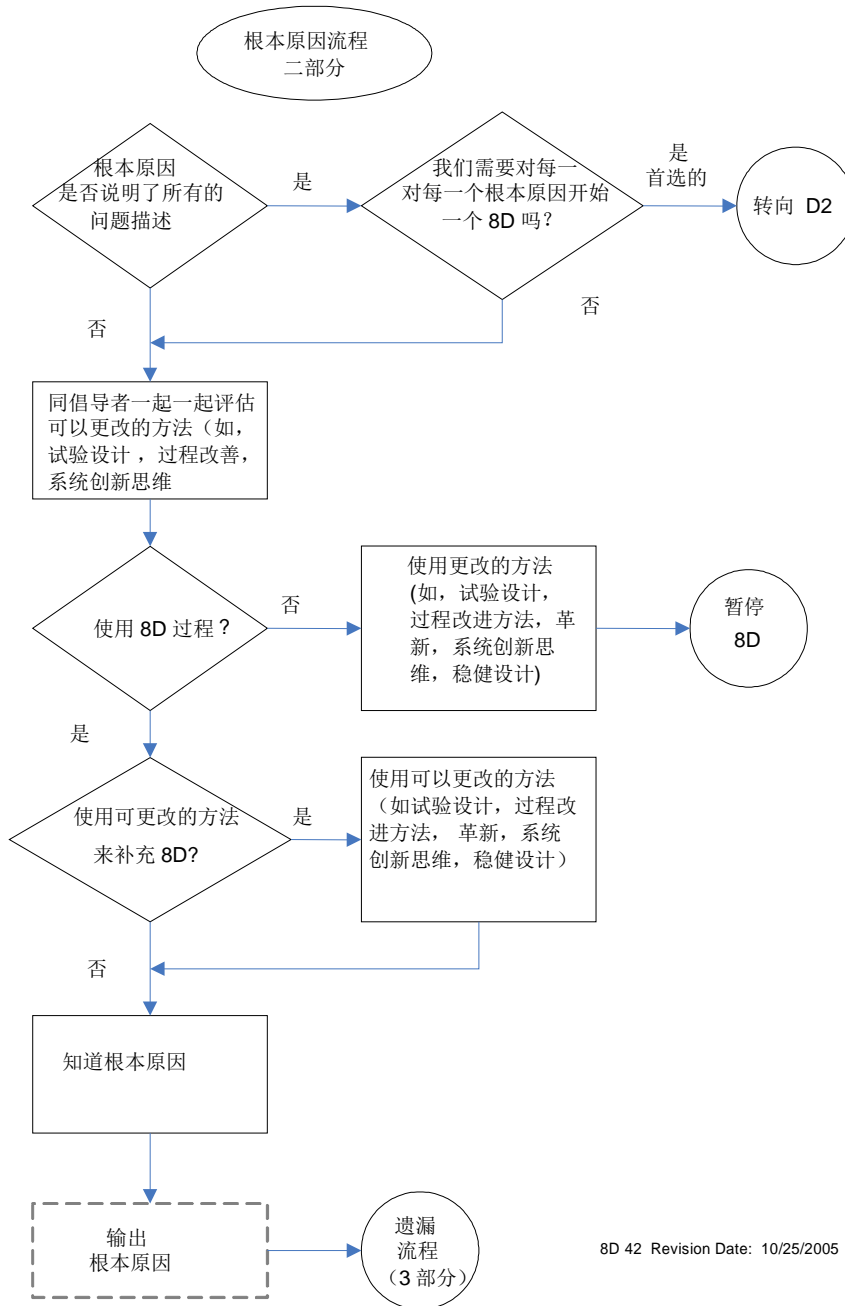 根本原因流程
二部分
根本原因
是否说明了所有的
问题描述
是
我们需要对每一
对每一个根本原因开始
一个 8D 吗？
是
首选的
转向 D2
否
否
同倡导者一起一起评估
可以更改的方法（如，
试验设计 ，过程改善，
系统创新思维
使用 8D 过程？
否
使用更改的方法
(如，试验设计，
过程改进方法，革
新，系统创新思
维，稳健设计)
暂停
8D
是
使用可更改的方法
来补充 8D?
是
使用可以更改的方法
（如试验设计，过程改
进方法， 革新，系统
创新思维，稳健设计）
否
知道根本原因
输出
根本原因
遗漏
流程
（3 部分）
8D 42 Revision Date: 10/25/2005